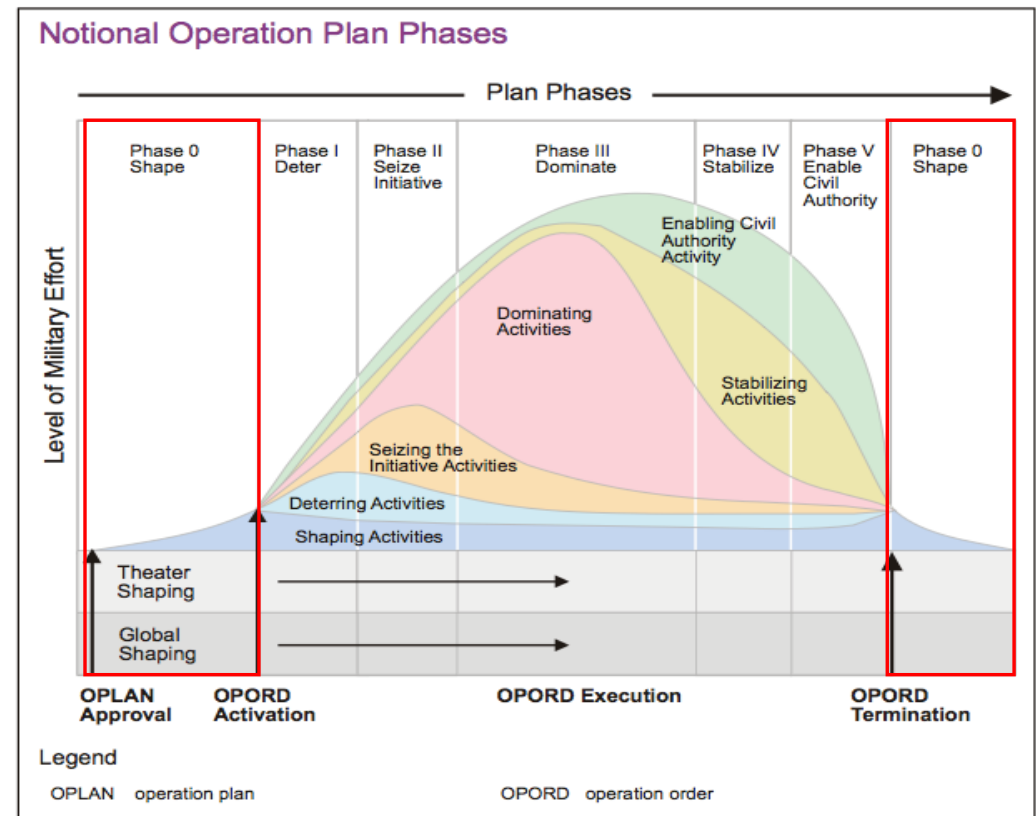 Notional Operation Plan Phases
Plan Phases
Phase 0
Shape
Phase I
Deter
Phase II
Seize
Initiative
Phase III
Dominate
Phase IV
Stabilize
Phase V
Enable
Civil
Authority
Phase 0
Shape
Level of Military Effort
Enabling Civil
Authority
Activity
Dominating
Activities
Stabilizing
Activities
Seizing the
Initiative Activities
Deterring Activities
Shaping Activities
Theater
Shaping
Global
Shaping
OPLAN
Approval
OPORD
Activation
OPORD Execution
OPORD
Termination
Legend
OPLAN operation plan
OPORD operation order